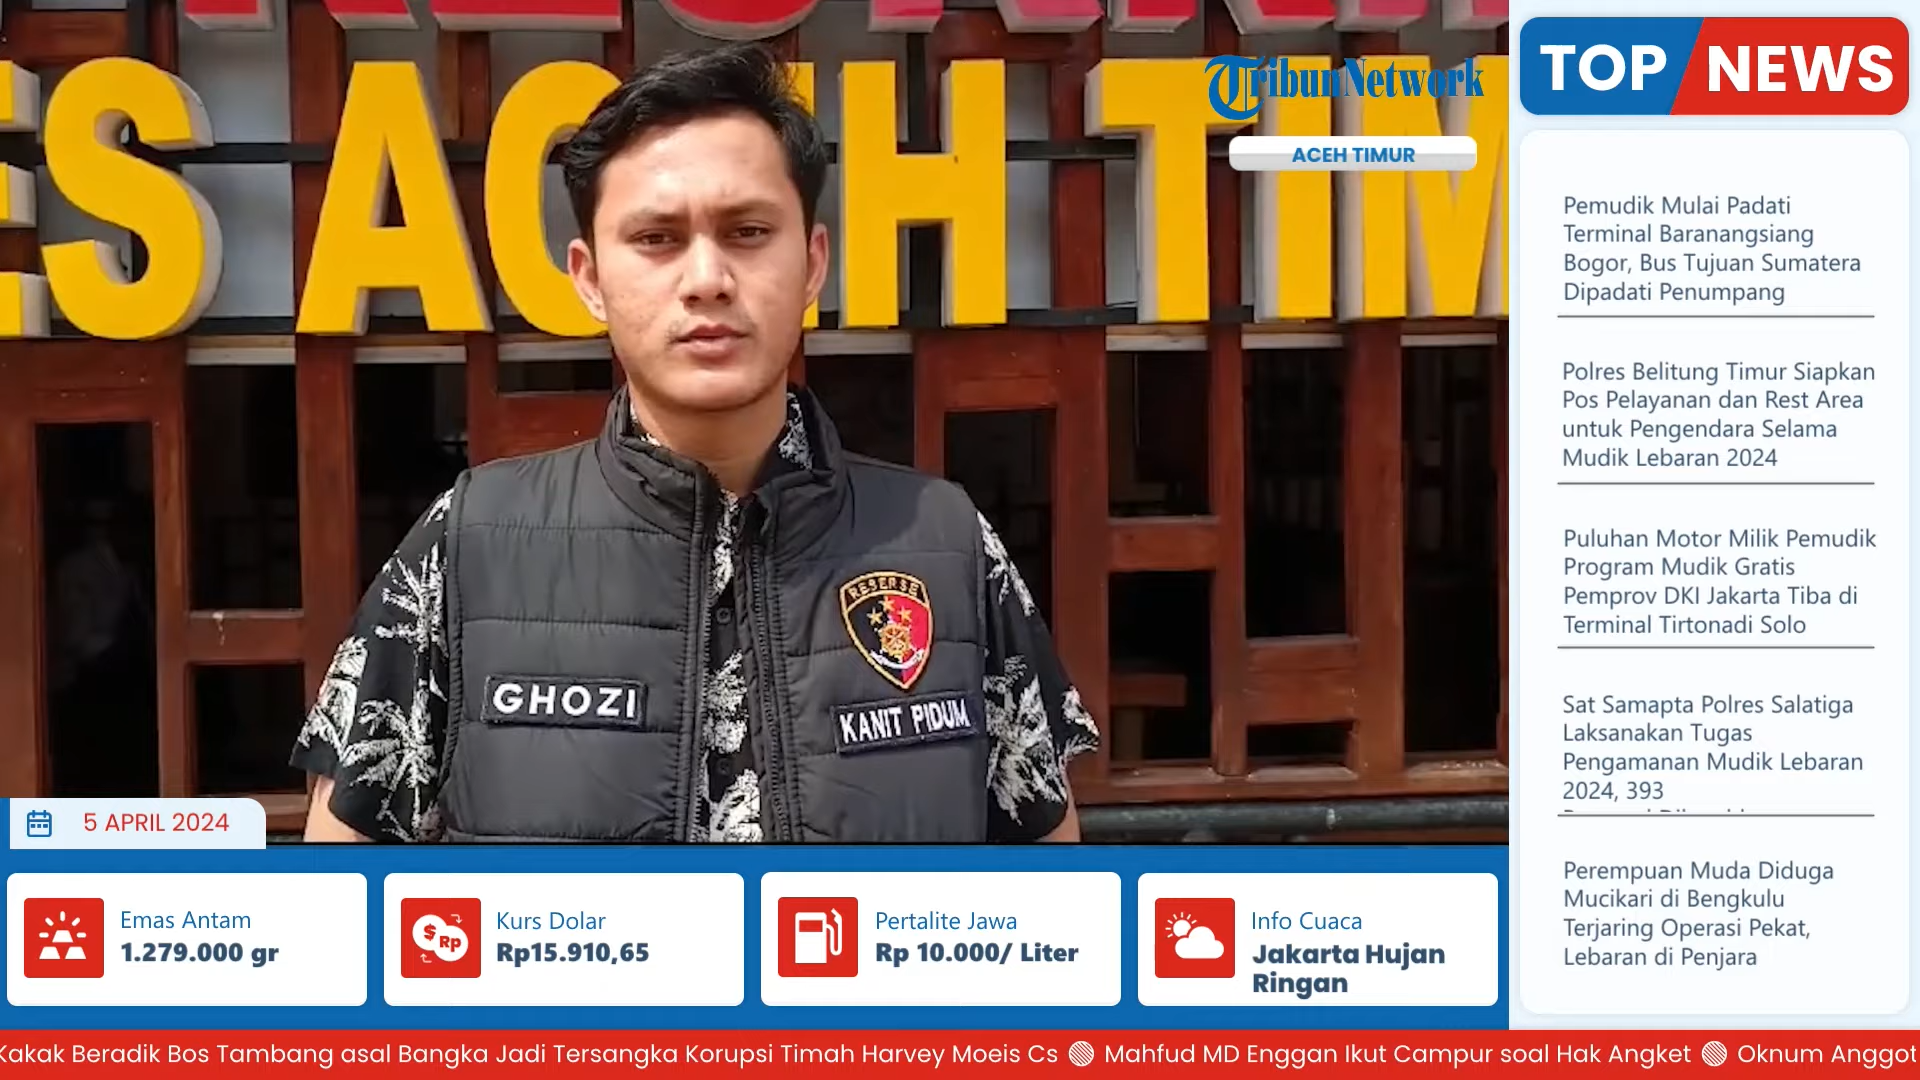 ES ACEH TIM
TribunNetwork
ACEH TIMUR
RESERSE
GHOZI
KANIT PIDUM
5 APRIL 2024
Emas Antam
1.279.000 gr
Kurs Dolar
Rp15.910,65
Pertalite Jawa
Rp 10.000/ Liter
Info Cuaca
Jakarta Hujan
Ringan
TOP NEWS
Pemudik Mulai Padati
Terminal Baranangsiang
Bogor, Bus Tujuan Sumatera
Dipadati Penumpang
Polres Belitung Timur Siapkan
Pos Pelayanan dan Rest Area
untuk Pengendara Selama
Mudik Lebaran 2024
Puluhan Motor Milik Pemudik
Program Mudik Gratis
Pemprov DKI Jakarta Tiba di
Terminal Tirtonadi Solo
Sat Samapta Polres Salatiga
Laksanakan Tugas
Pengamanan Mudik Lebaran
2024, 393
Perempuan Muda Diduga
Mucikari di Bengkulu
Terjaring Operasi Pekat,
Lebaran di Penjara
Kakak Beradik Bos Tambang asal Bangka Jadi Tersangka Korupsi Timah Harvey Moeis Cs Mahfud MD Enggan Ikut Campur soal Hak Angket Oknum Anggot